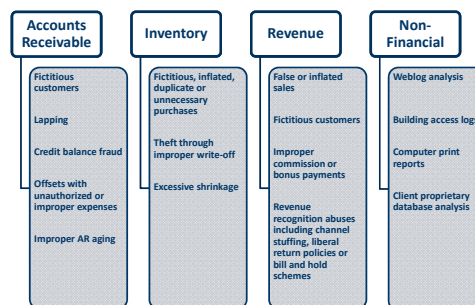 Accounts
Receivable
Fictitious
customers
Lapping
Credit balance fraud
Offsets with
unauthorized or
improper expenses
Improper AR aging
Inventory
Fictitious, inflated,
duplicate or
unnecessary
purchases
Theft through
improper write-off
Excessive shrinkage
Revenue
False or inflated
sales
Fictitious customers
Improper
commission or
bonus payments
Revenue
recognition abuses
including channel
stuffing, liberal
return policies or
bill and hold
schemes
Non-
Financial
Weblog analysis
Building access logs
Computer print
reports
Client proprietary
database analysis